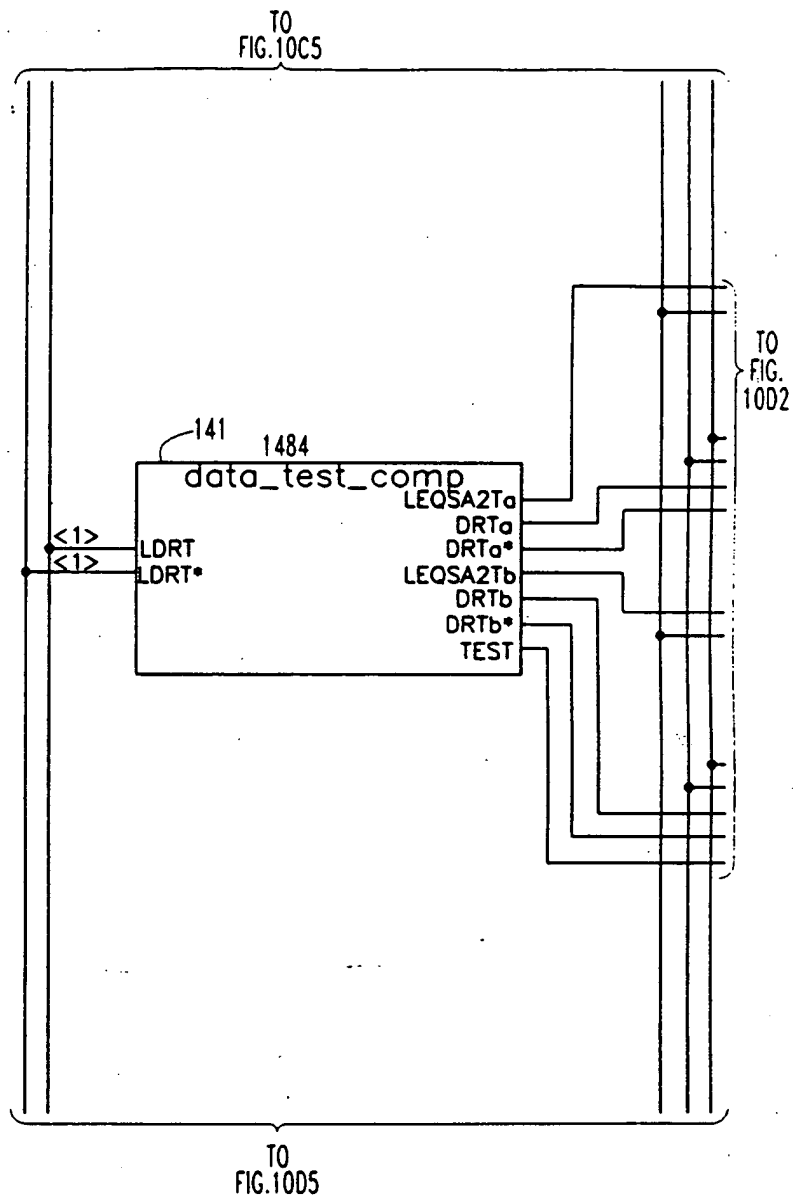 TO
FIG.10C5
TO
FIG.
10D2
141
1484
data_test_comp
LEQSA2Ta
DRTa
<1>
LDRT
DRTa*
<1>
LDRT*
LEQSA2Tb
DRTb
DRTb*
TEST
TO
FIG.10D5